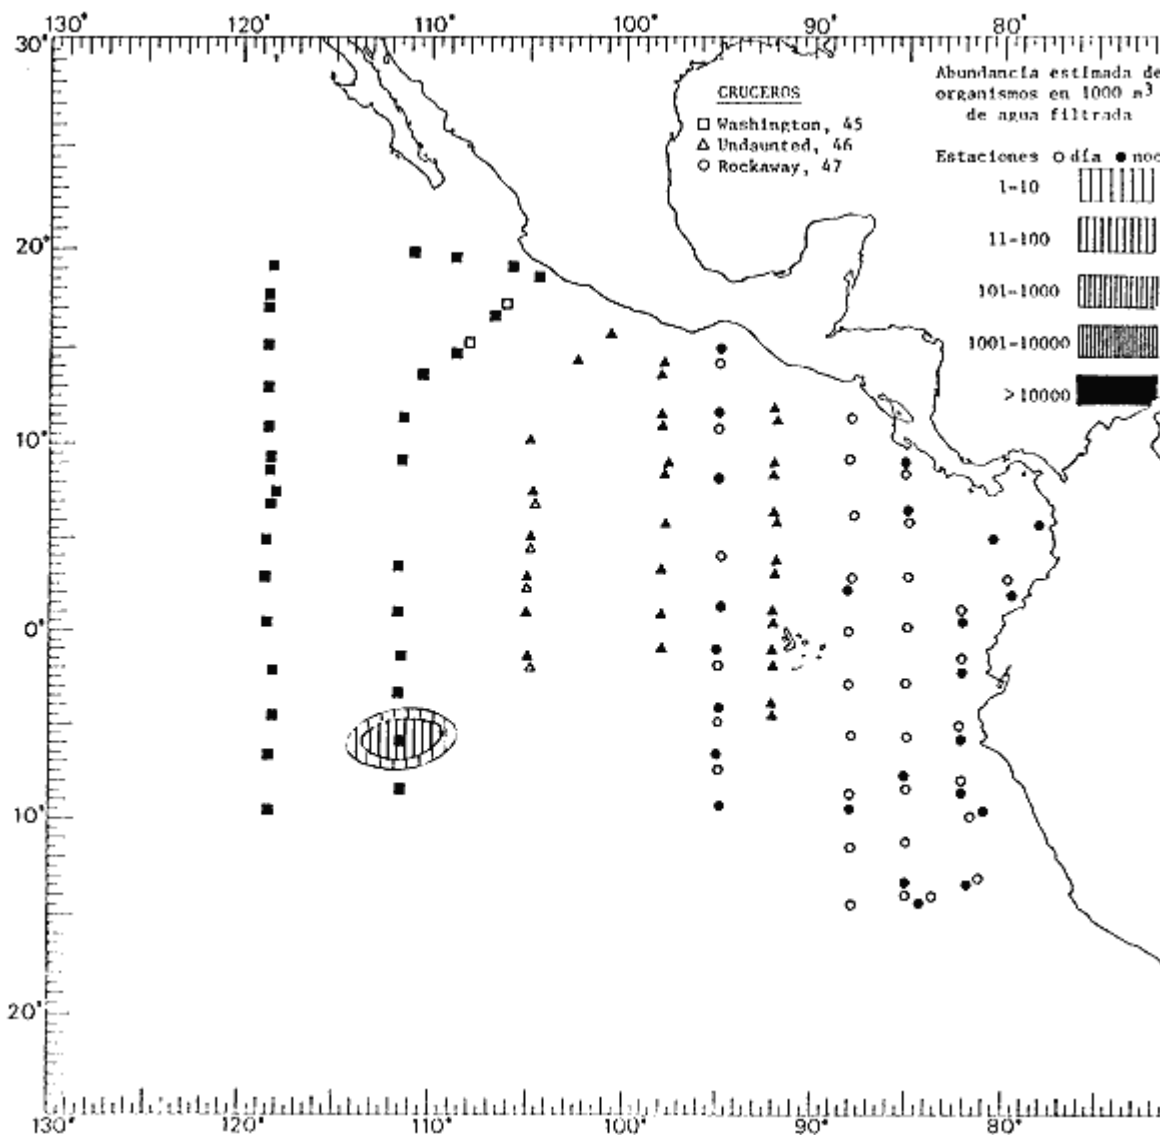 130° 120° 110° 100° 90° 80°
30°
20°
10°
0°
10°
20°
CRUCEROS
□ Washington, 45
△ Undaunted, 46
○ Rockaway, 47
Abundancia estimada de
organismos en 1000 m³
de agua filtrada
Estaciones ○ día ● noc
1-10
11-100
101-1000
1001-10000
>10000
130° 120° 110° 100° 90° 80°